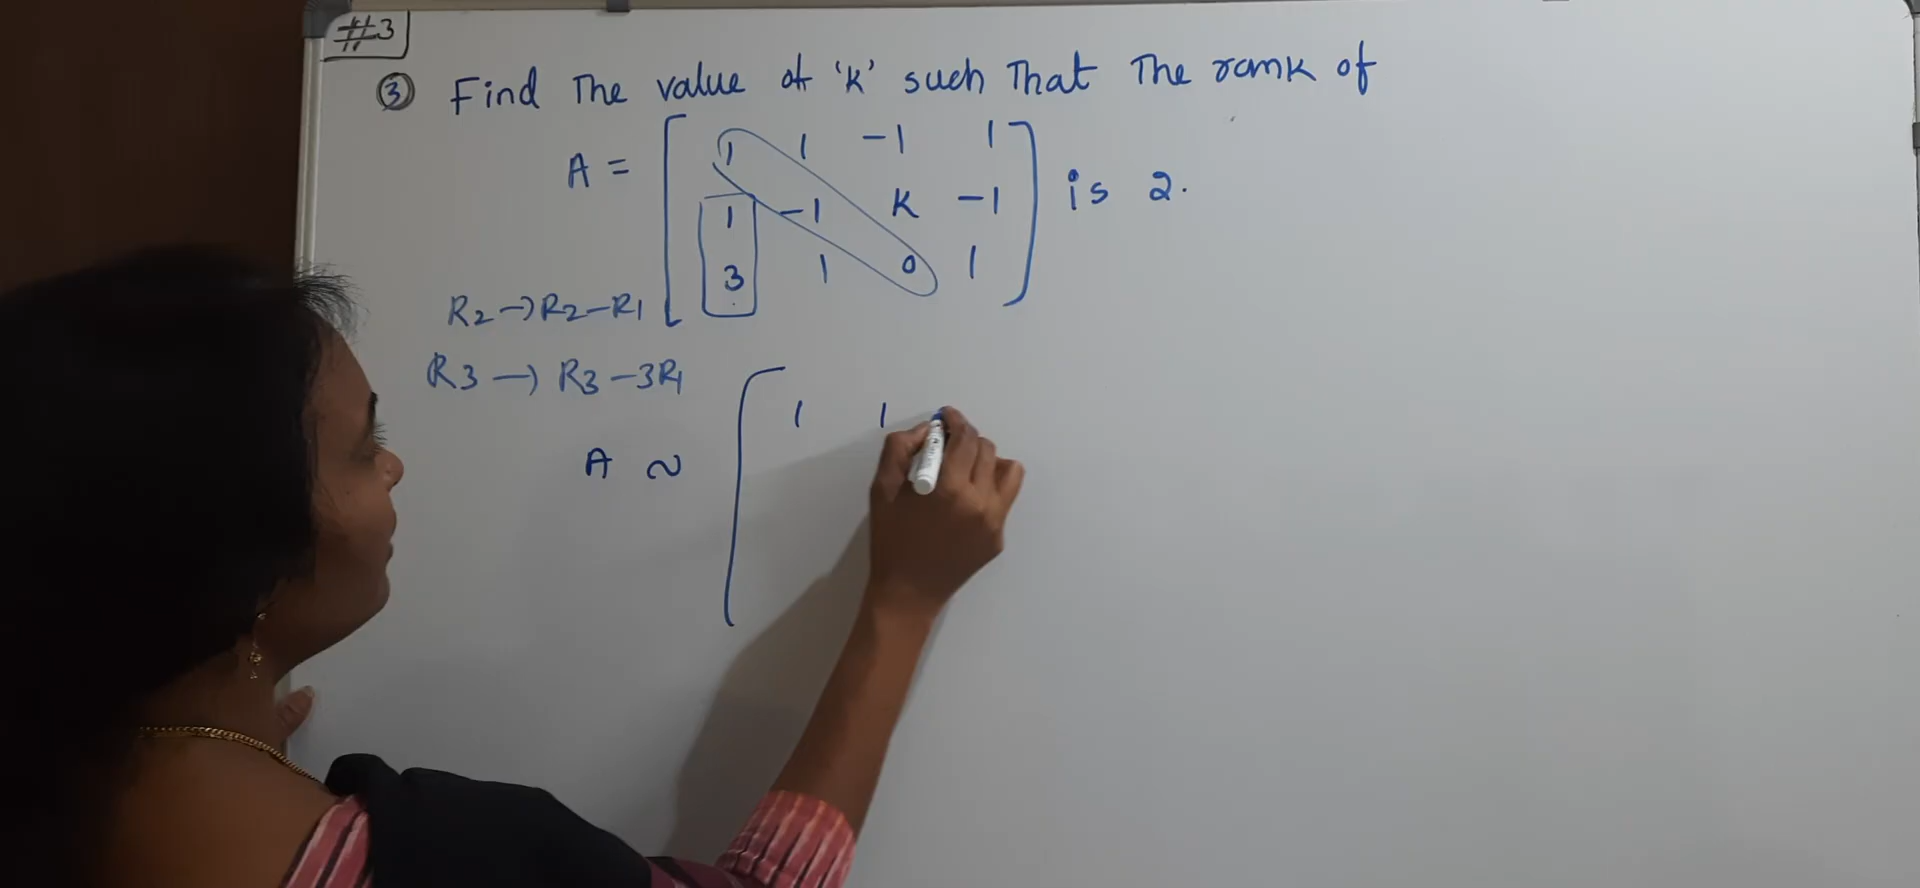 #3
③ Find The value of 'K' such That The rank of
A = [ 1 1 -1 1
1 -1 K -1
3 1 0 1 ] is 2.
R2 → R2 - R1
R3 → R3 - 3R1
A ~ [ 1 1